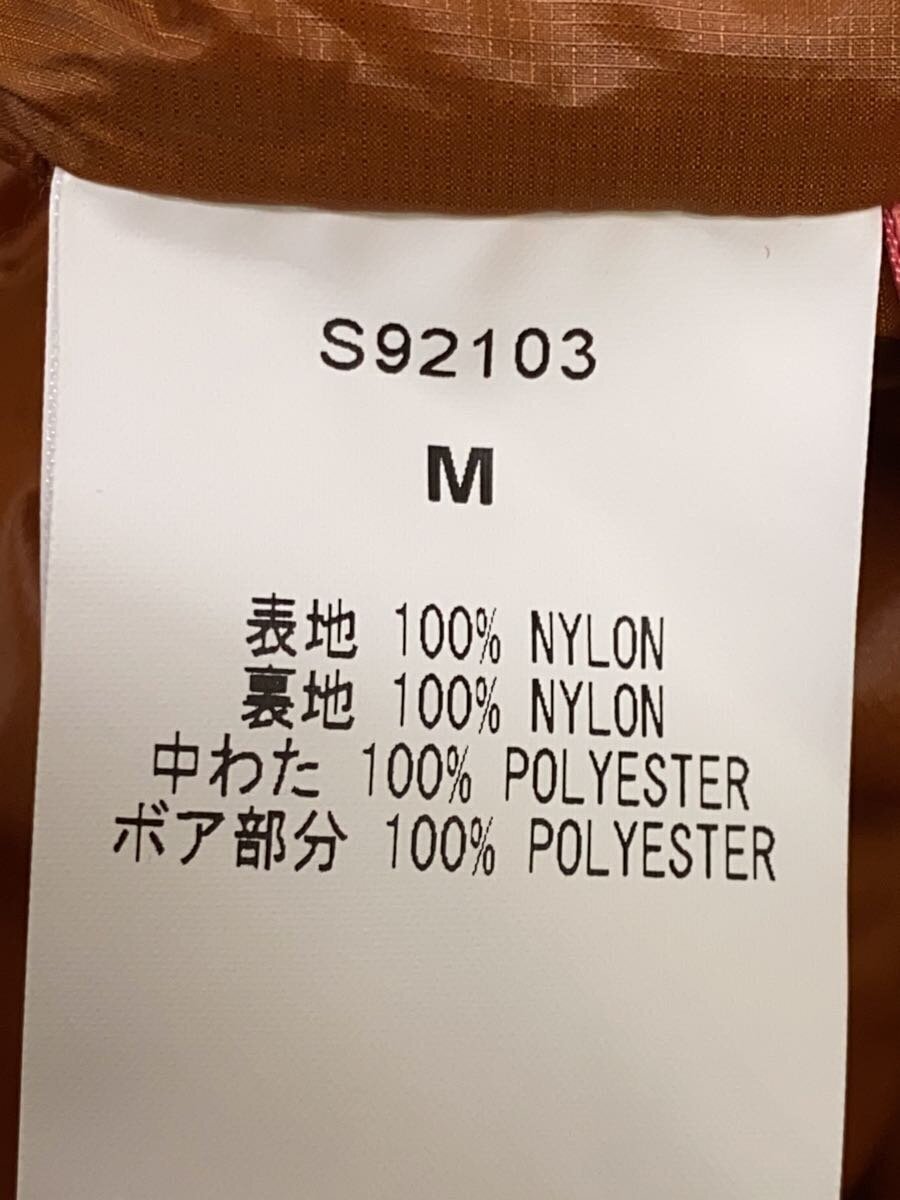 S92103
M
表地 100% NYLON
裏地 100% NYLON
中わた 100% POLYESTER
ボア部分 100% POLYESTER